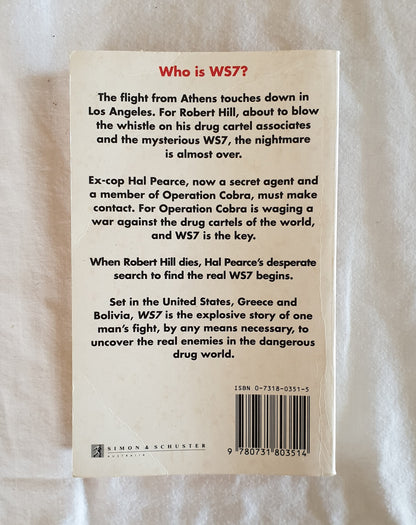 Who is WS7?
The flight from Athens touches down in
Los Angeles. For Robert Hill, about to blow
the whistle on his drug cartel associates
and the mysterious WS7, the nightmare
is almost over.
Ex-cop Hal Pearce, now a secret agent and
a member of Operation Cobra, must make
contact. For Operation Cobra is waging a
war against the drug cartels of the world,
and WS7 is the key.
When Robert Hill dies, Hal Pearce's desperate
search to find the real WS7 begins.
Set in the United States, Greece and
Bolivia, WS7 is the explosive story of one
man's fight, by any means necessary, to
uncover the real enemies in the dangerous
drug world.
ISBN 0-7318-0351-5
9 780731 803514
SIMON & SCHUSTER
AUSTRALIA